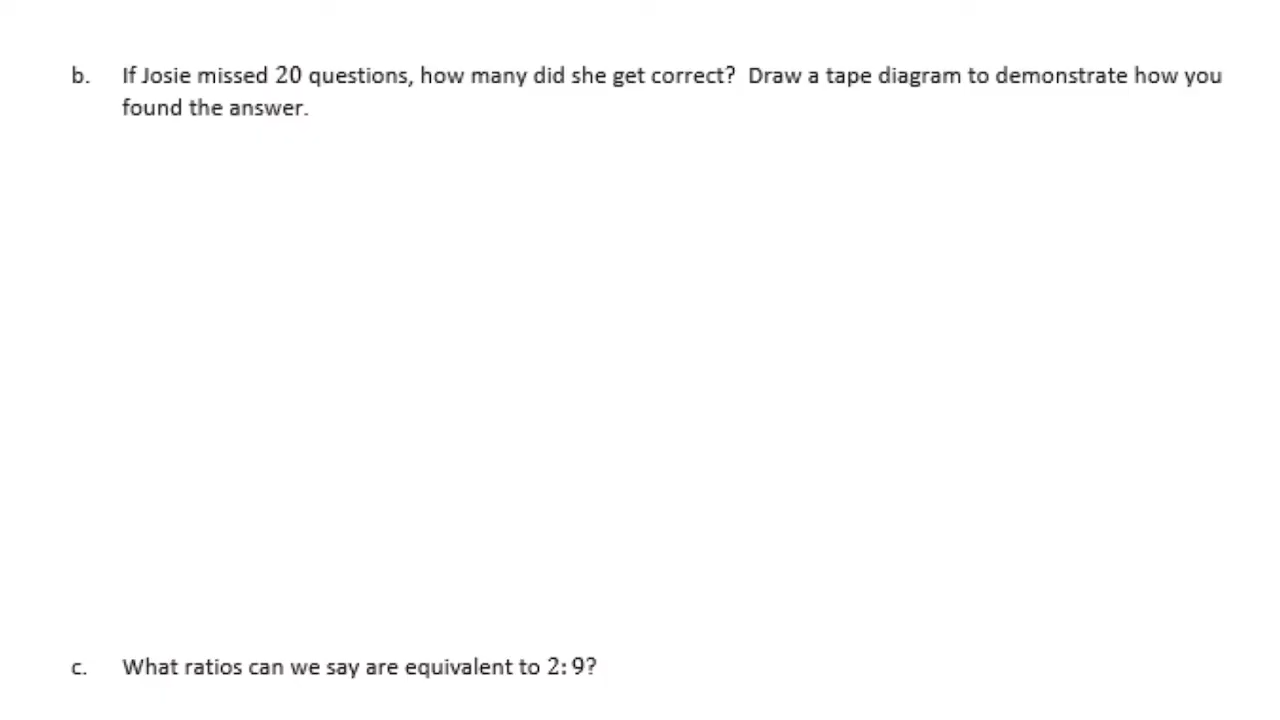 b. If Josie missed 20 questions, how many did she get correct? Draw a tape diagram to demonstrate how you
found the answer.
c. What ratios can we say are equivalent to 2: 9?